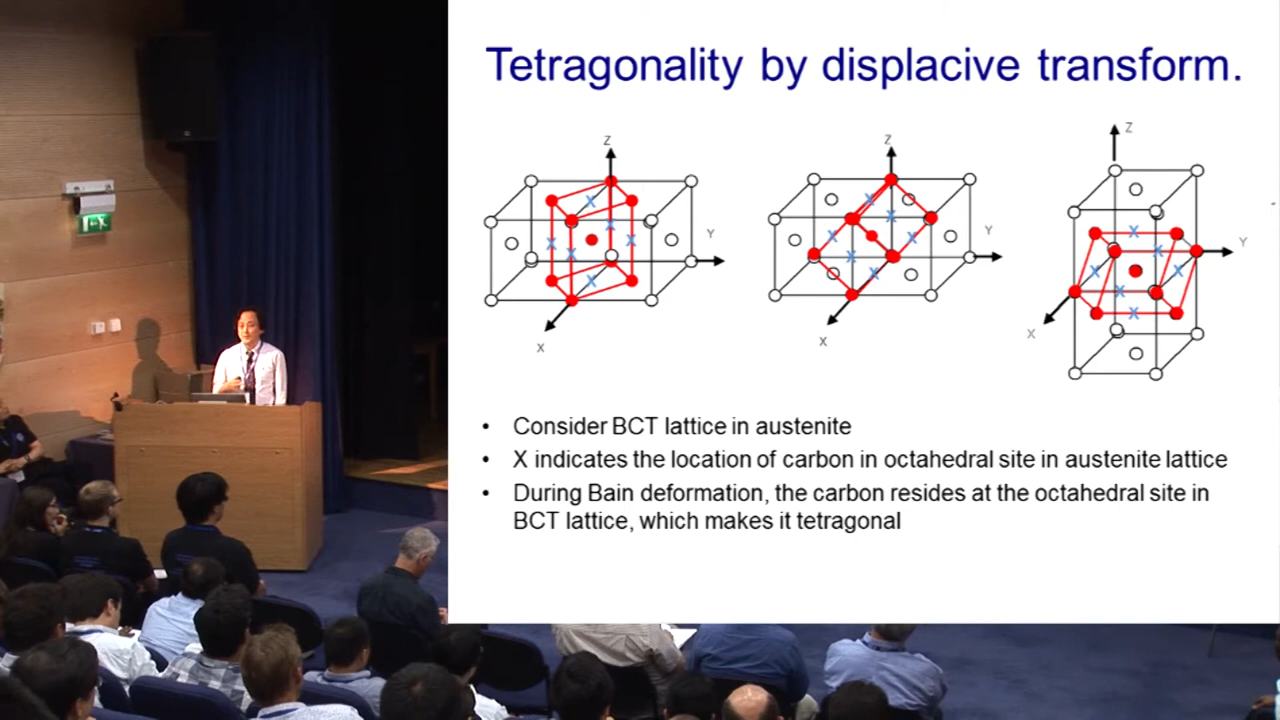 Tetragonality by displacive transform.
Z
Y
X
Z
Y
X
Z
Y
X
X X X X X X
X X X X X X
X X X X X X
• Consider BCT lattice in austenite
• X indicates the location of carbon in octahedral site in austenite lattice
• During Bain deformation, the carbon resides at the octahedral site in
BCT lattice, which makes it tetragonal